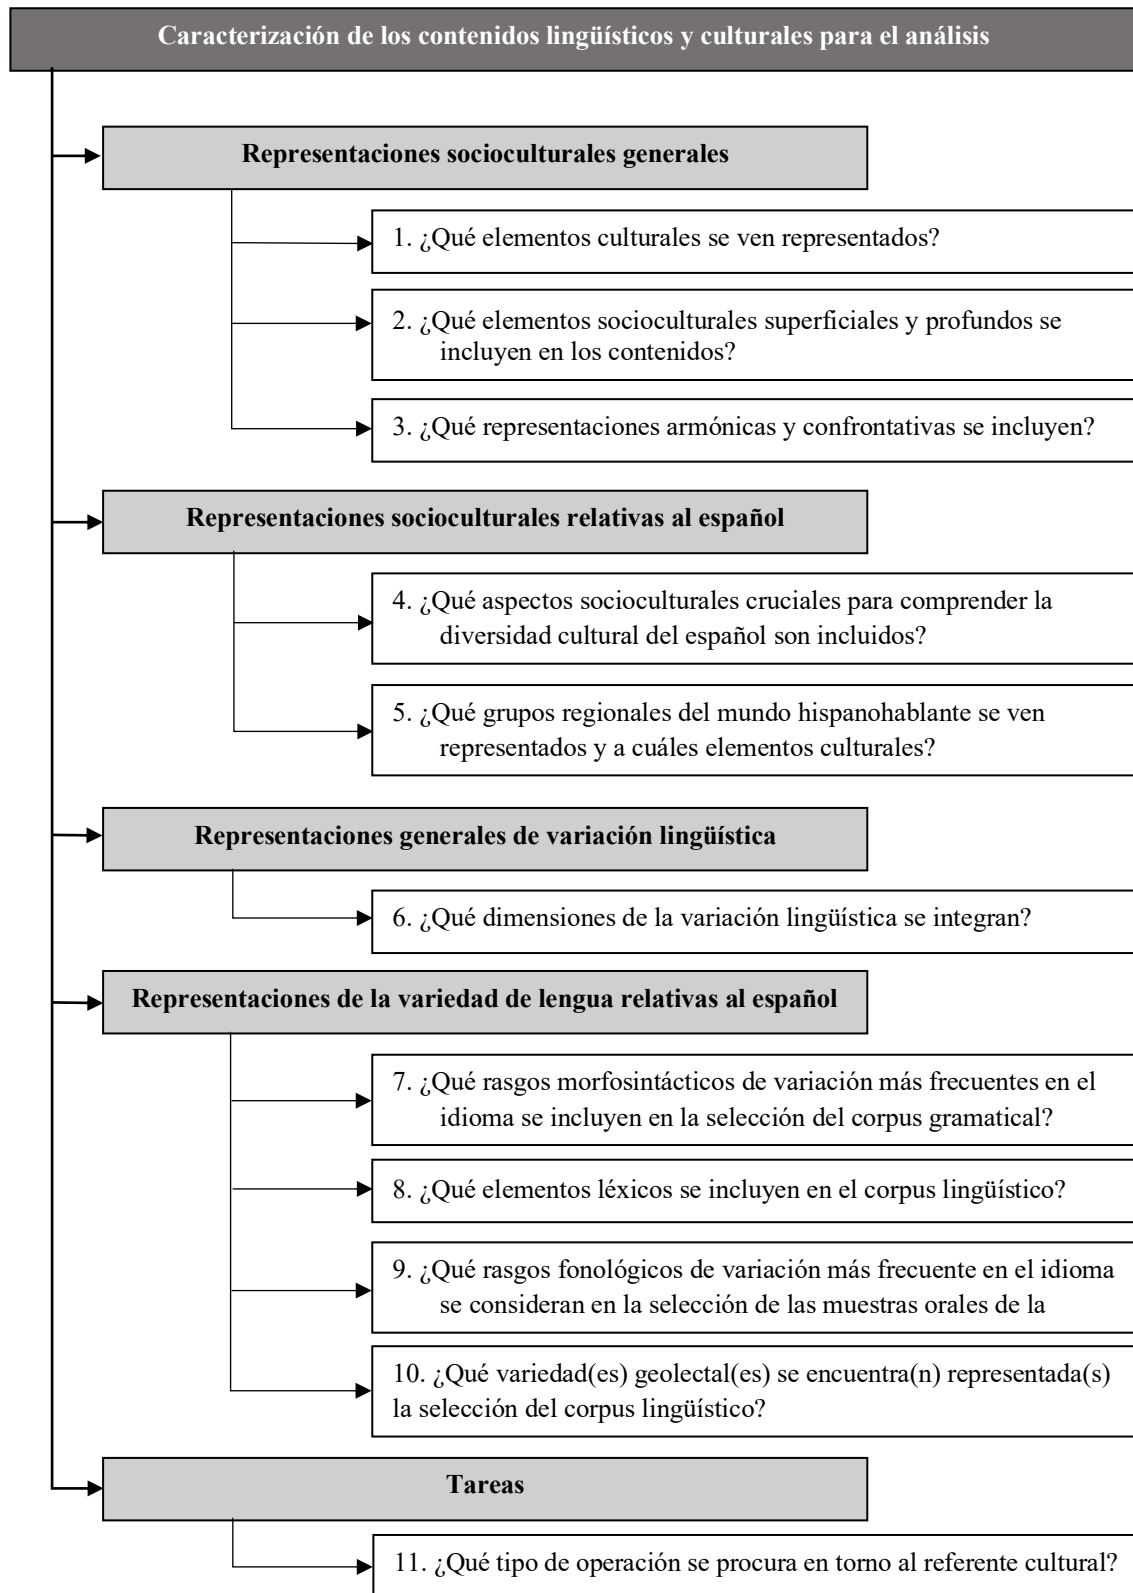 Caracterización de los contenidos lingüísticos y culturales para el análisis
Representaciones socioculturales generales
1. ¿Qué elementos culturales se ven representados?
2. ¿Qué elementos socioculturales superficiales y profundos se
incluyen en los contenidos?
3. ¿Qué representaciones armónicas y confrontativas se incluyen?
Representaciones socioculturales relativas al español
4. ¿Qué aspectos socioculturales cruciales para comprender la
diversidad cultural del español son incluidos?
5. ¿Qué grupos regionales del mundo hispanohablante se ven
representados y a cuáles elementos culturales?
Representaciones generales de variación lingüística
6. ¿Qué dimensiones de la variación lingüística se integran?
Representaciones de la variedad de lengua relativas al español
7. ¿Qué rasgos morfosintácticos de variación más frecuentes en el
idioma se incluyen en la selección del corpus gramatical?
8. ¿Qué elementos léxicos se incluyen en el corpus lingüístico?
9. ¿Qué rasgos fonológicos de variación más frecuente en el idioma
se consideran en la selección de las muestras orales de la
10. ¿Qué variedad(es) geolectal(es) se encuentra(n) representada(s)
la selección del corpus lingüístico?
Tareas
11. ¿Qué tipo de operación se procura en torno al referente cultural?